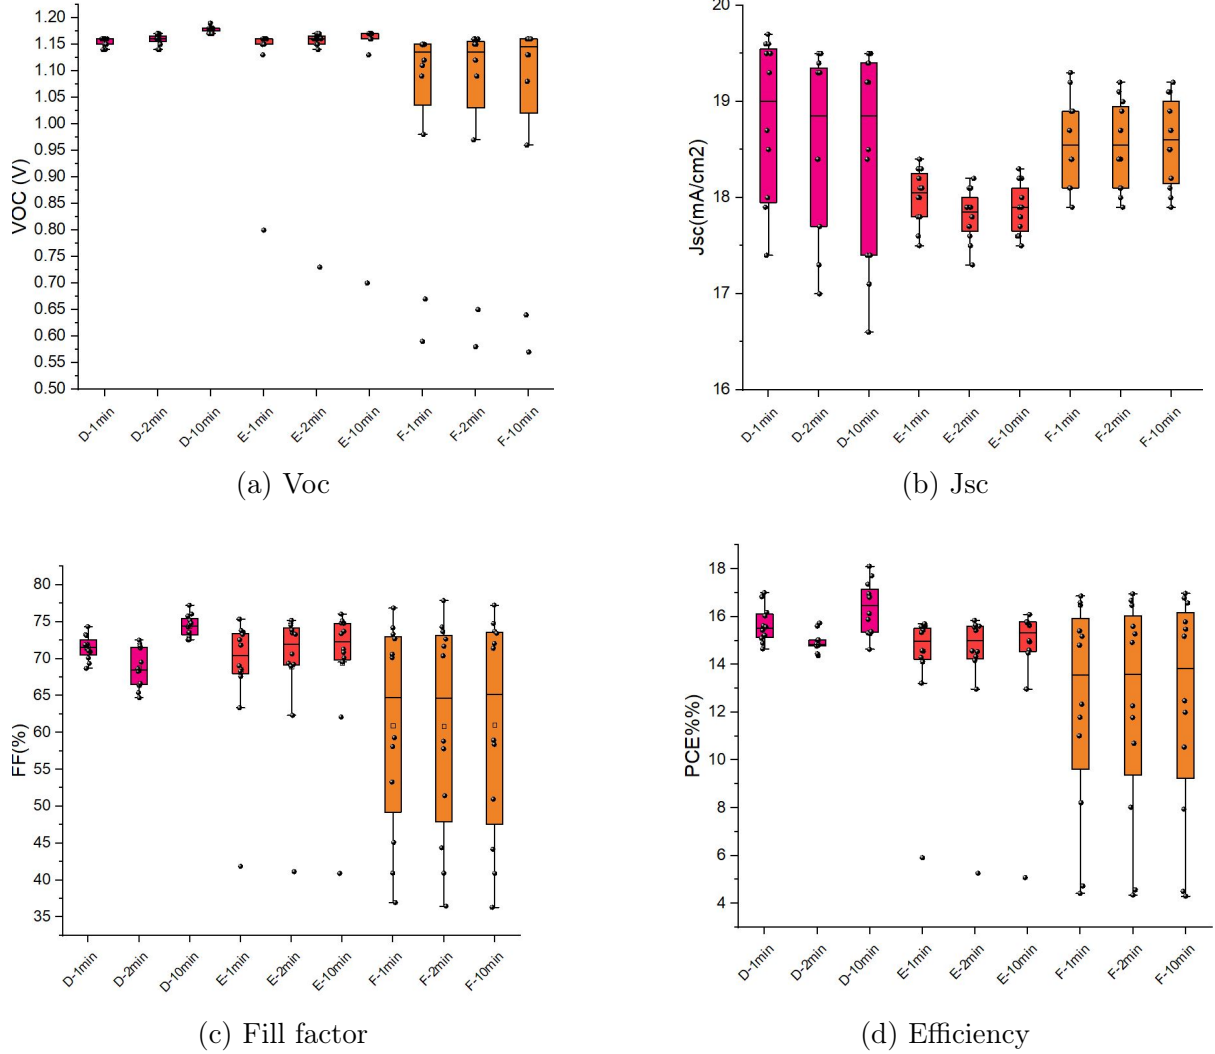 VOC (V)
1.20
1.15
1.10
1.05
1.00
0.95
0.90
0.85
0.80
0.75
0.70
0.65
0.60
0.55
0.50
D-1min
D-2min
D-10min
E-1min
E-2min
E-10min
F-1min
F-2min
F-10min
(a) Voc
Jsc(mA/cm2)
20
19
18
17
16
D-1min
D-2min
D-10min
E-1min
E-2min
E-10min
F-1min
F-2min
F-10min
(b) Jsc
FF(%)
80
75
70
65
60
55
50
45
40
35
D-1min
D-2min
D-10min
E-1min
E-2min
E-10min
F-1min
F-2min
F-10min
(c) Fill factor
PCE%%)
18
16
14
12
10
8
6
4
D-1min
D-2min
D-10min
E-1min
E-2min
E-10min
F-1min
F-2min
F-10min
(d) Efficiency